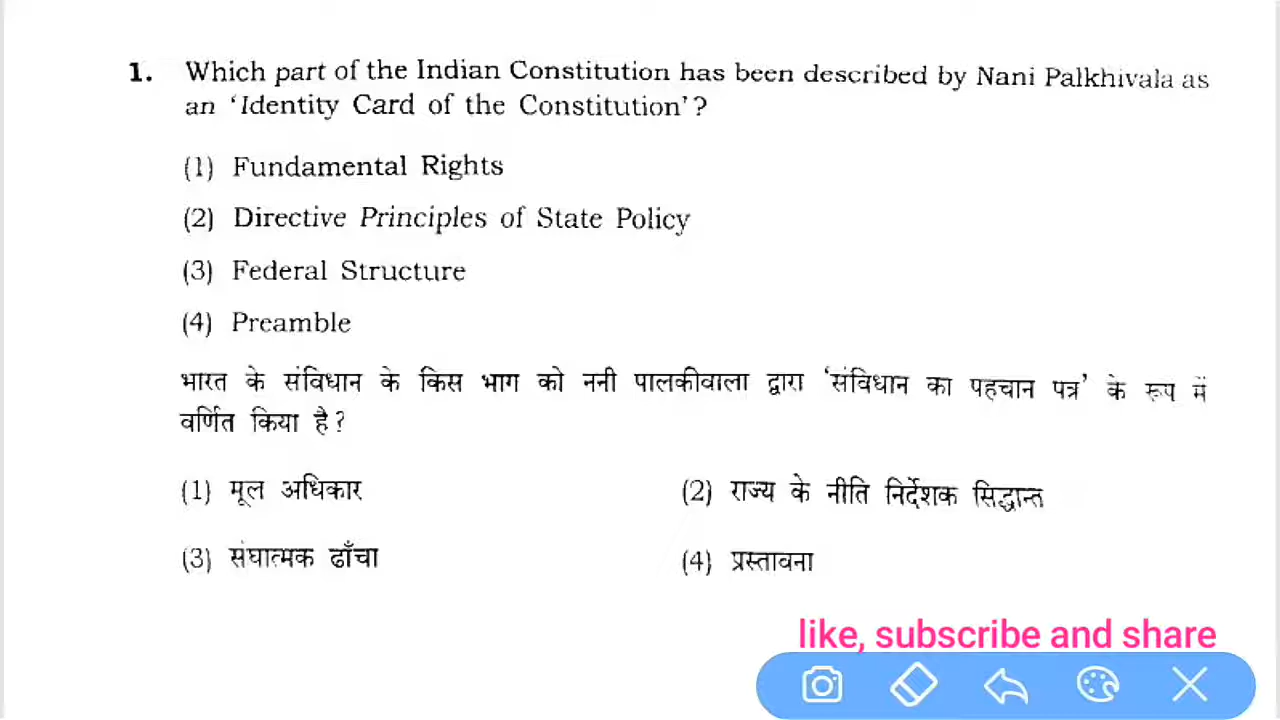 1. Which part of the Indian Constitution has been described by Nani Palkhivala as
an ‘Identity Card of the Constitution’?
(1) Fundamental Rights
(2) Directive Principles of State Policy
(3) Federal Structure
(4) Preamble
भारत के संविधान के किस भाग को ननी पालकीवाला द्वारा ‘संविधान का पहचान पत्र’ के रूप में
वर्णित किया है?
(1) मूल अधिकार (2) राज्य के नीति निर्देशक सिद्धान्त
(3) संघात्मक ढाँचा (4) प्रस्तावना
like, subscribe and share